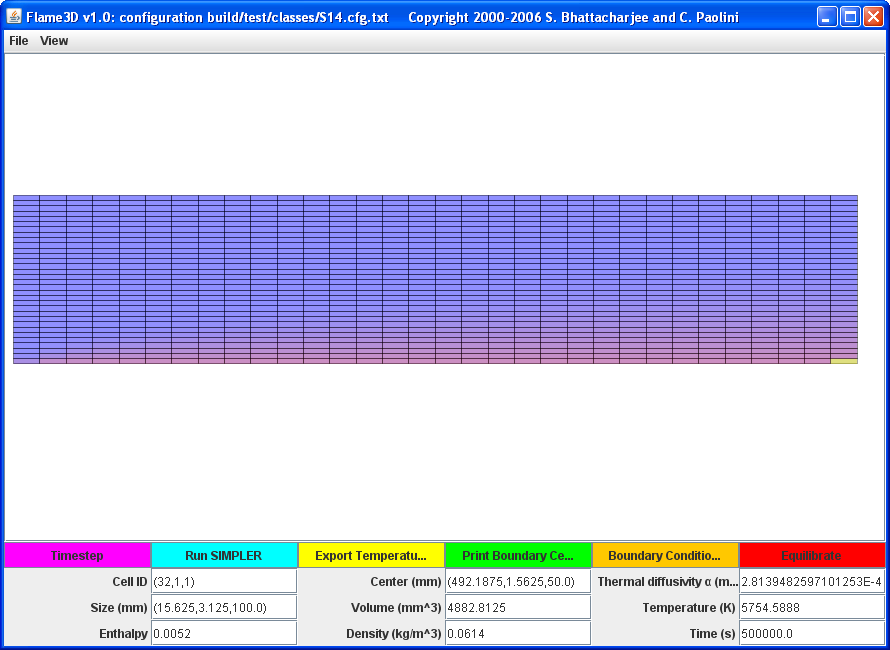 Flame3D v1.0: configuration build/test/classes/S14.cfg.txt Copyright 2000-2006 S. Bhattacharjee and C. Paolini
File View
Timestep Run SIMPLER Export Temperatu... Print Boundary Ce... Boundary Conditio... Equilibrate
Cell ID (32,1,1) Center (mm) (492.1875,1.5625,50.0) Thermal diffusivity α (m... 2.8139482597101253E-4
Size (mm) (15.625,3.125,100.0) Volume (mm^3) 4882.8125 Temperature (K) 5754.5888
Enthalpy 0.0052 Density (kg/m^3) 0.0614 Time (s) 500000.0